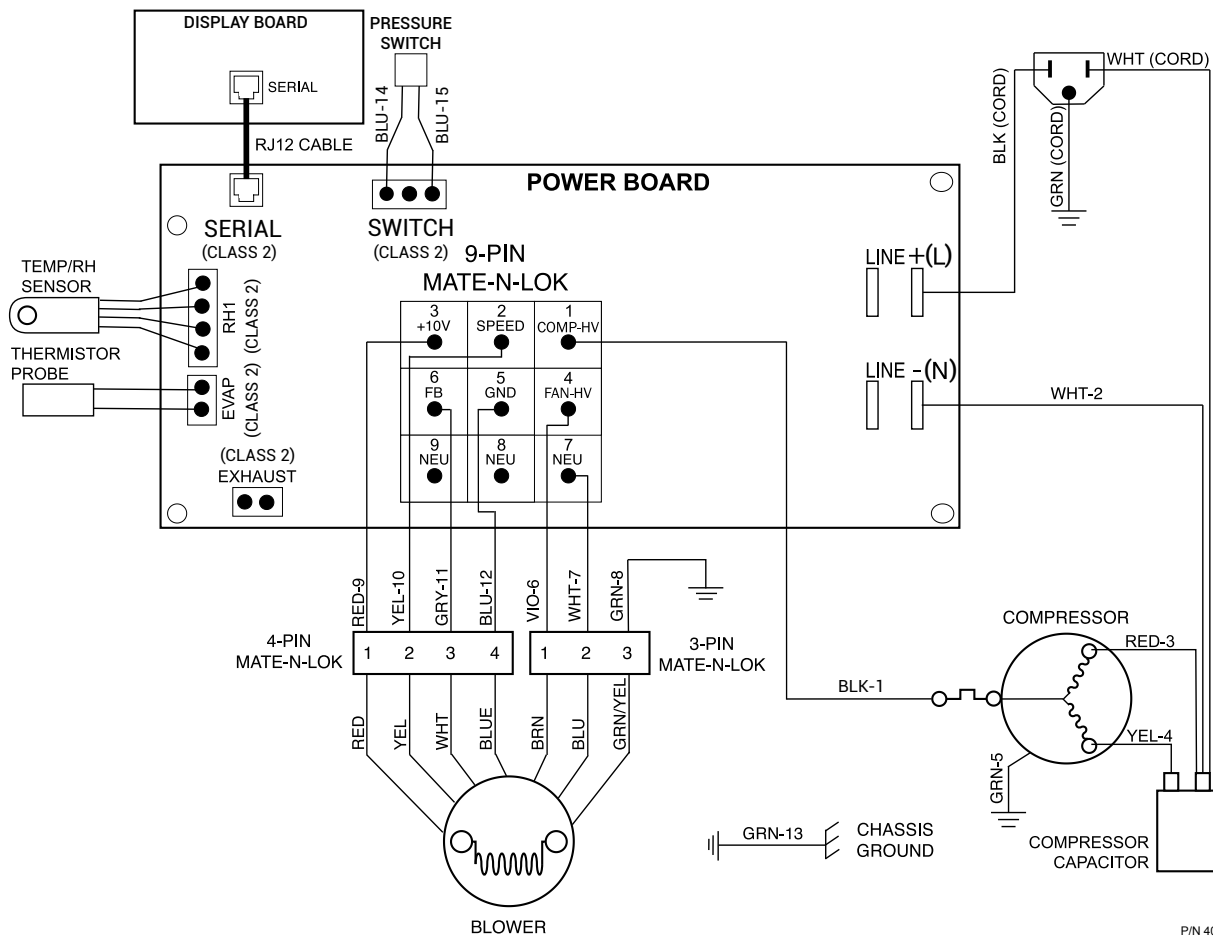 DISPLAY BOARD
SERIAL
RJ12 CABLE
PRESSURE
SWITCH
BLU-14
BLU-15
WHT (CORD)
BLK (CORD)
GRN (CORD)
POWER BOARD
SERIAL
(CLASS 2)
SWITCH
(CLASS 2)
9-PIN
MATE-N-LOK
LINE +(L)
LINE -(N)
WHT-2
TEMP/RH
SENSOR
RH1
(CLASS 2)
THERMISTOR
PROBE
EVAP
(CLASS 2)
(CLASS 2)
EXHAUST
3
+10V
2
SPEED
1
COMP-HV
6
FB
5
GND
4
FAN-HV
9
NEU
8
NEU
7
NEU
RED-9
YEL-10
GRY-11
BLU-12
VIO-6
WHT-7
GRN-8
4-PIN
MATE-N-LOK
1 2 3 4
1 2 3
3-PIN
MATE-N-LOK
RED
YEL
WHT
BLUE
BRN
BLU
GRN/YEL
BLOWER
COMPRESSOR
RED-3
BLK-1
YEL-4
GRN-5
GRN-13
CHASSIS
GROUND
COMPRESSOR
CAPACITOR
P/N 40